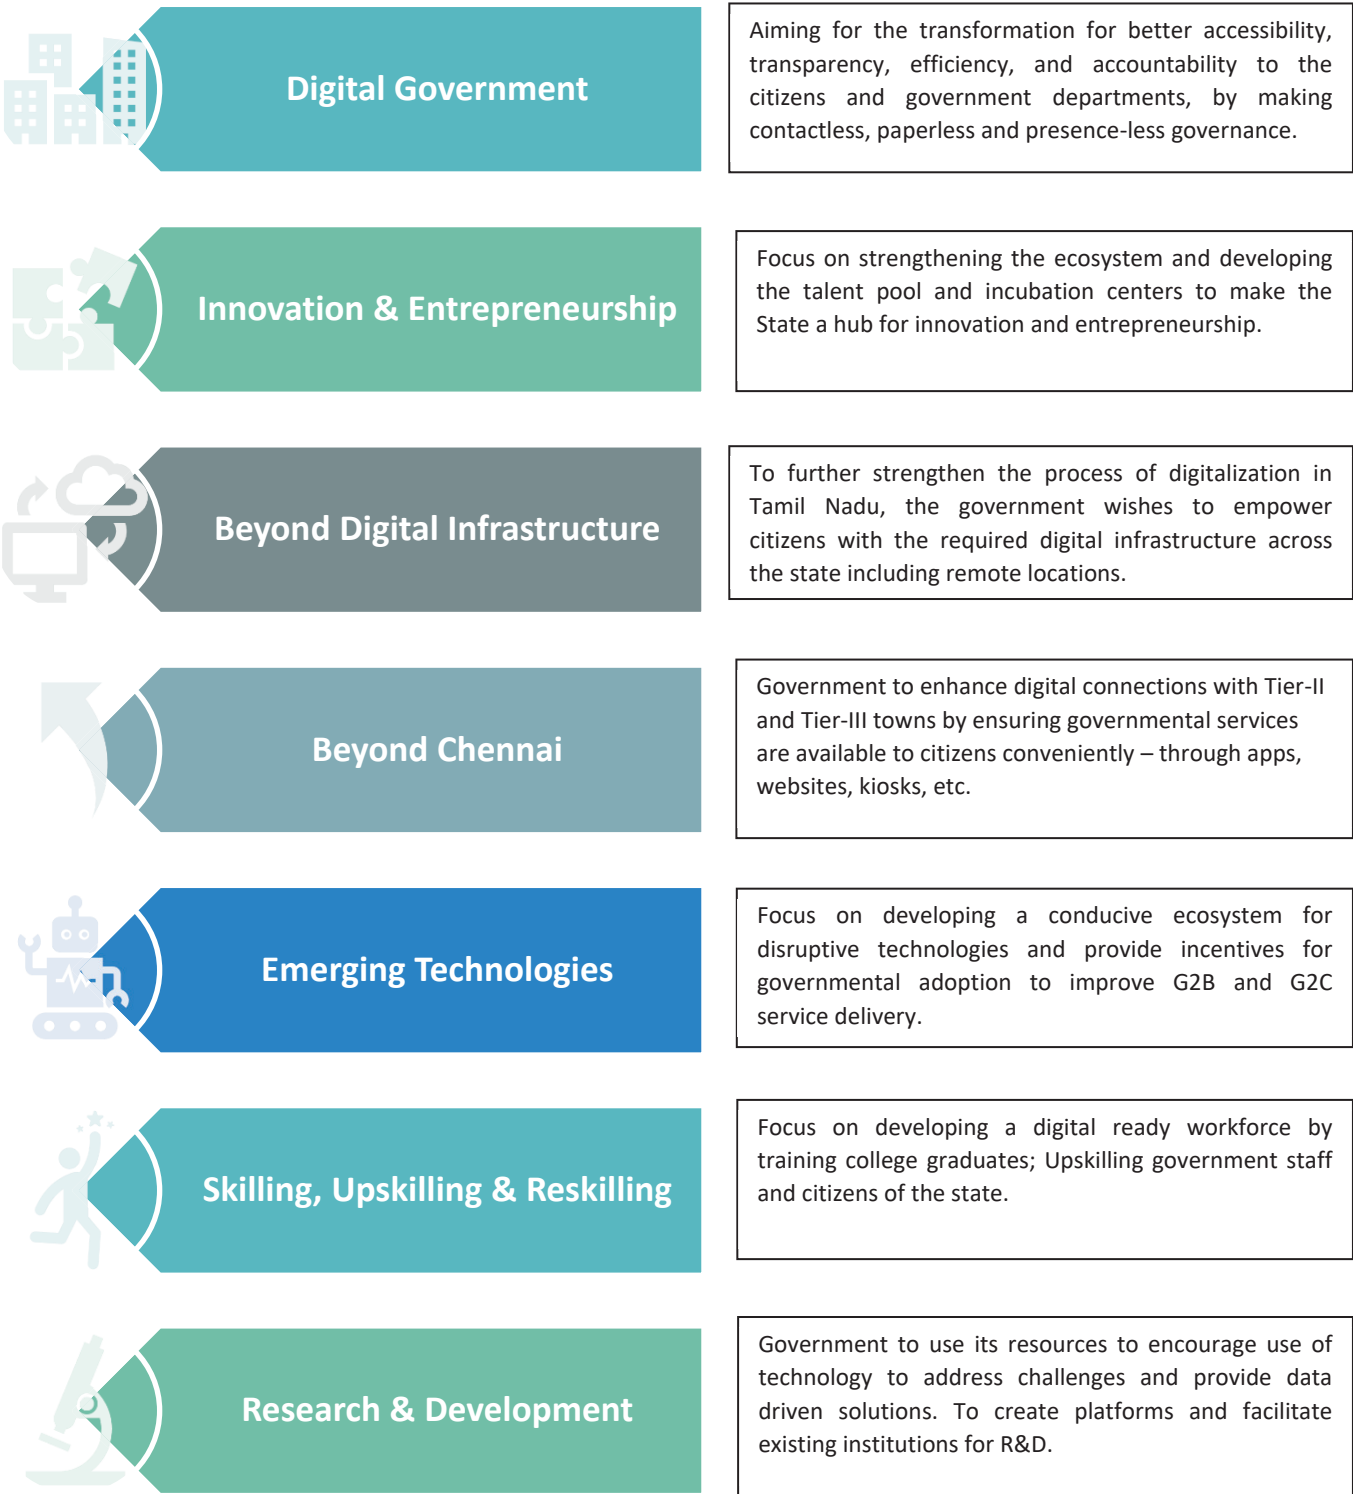 Digital Government
Aiming for the transformation for better accessibility,
transparency, efficiency, and accountability to the
citizens and government departments, by making
contactless, paperless and presence-less governance.
Innovation & Entrepreneurship
Focus on strengthening the ecosystem and developing
the talent pool and incubation centers to make the
State a hub for innovation and entrepreneurship.
Beyond Digital Infrastructure
To further strengthen the process of digitalization in
Tamil Nadu, the government wishes to empower
citizens with the required digital infrastructure across
the state including remote locations.
Beyond Chennai
Government to enhance digital connections with Tier-II
and Tier-III towns by ensuring governmental services
are available to citizens conveniently – through apps,
websites, kiosks, etc.
Emerging Technologies
Focus on developing a conducive ecosystem for
disruptive technologies and provide incentives for
governmental adoption to improve G2B and G2C
service delivery.
Skilling, Upskilling & Reskilling
Focus on developing a digital ready workforce by
training college graduates; Upskilling government staff
and citizens of the state.
Research & Development
Government to use its resources to encourage use of
technology to address challenges and provide data
driven solutions. To create platforms and facilitate
existing institutions for R&D.